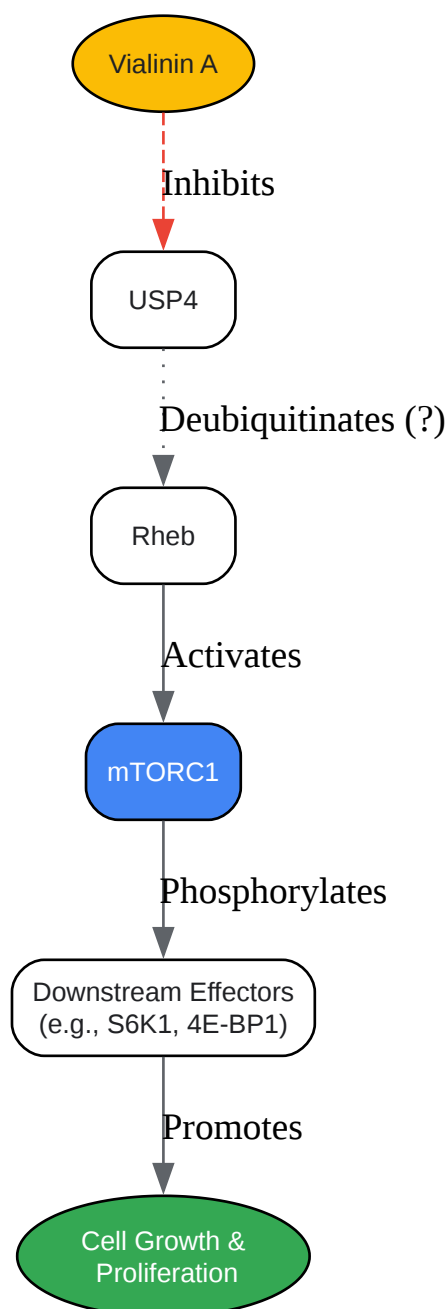 Vialinin A
Inhibits
USP4
Deubiquitinates (?)
Rheb
Activates
mTORC1
Phosphorylates
Downstream Effectors
(e.g., S6K1, 4E-BP1)
Promotes
Cell Growth &
Proliferation